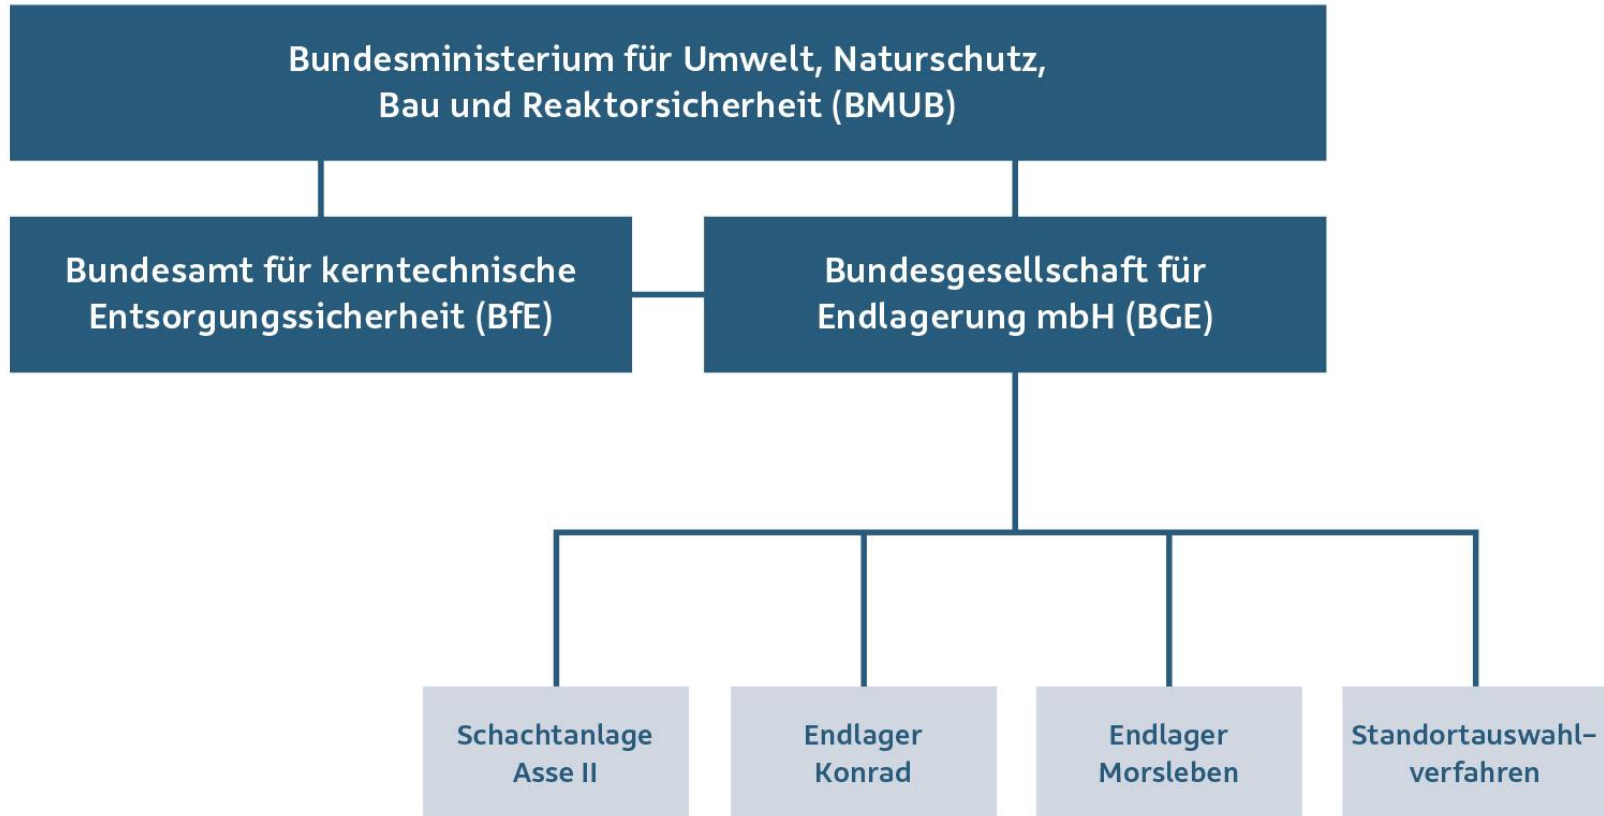 Bundesministerium für Umwelt, Naturschutz,
Bau und Reaktorsicherheit (BMUB)
Bundesamt für kerntechnische
Entsorgungssicherheit (BfE)
Bundesgesellschaft für
Endlagerung mbH (BGE)
Schachtanlage
Asse II
Endlager
Konrad
Endlager
Morsleben
Standortauswahl–
verfahren